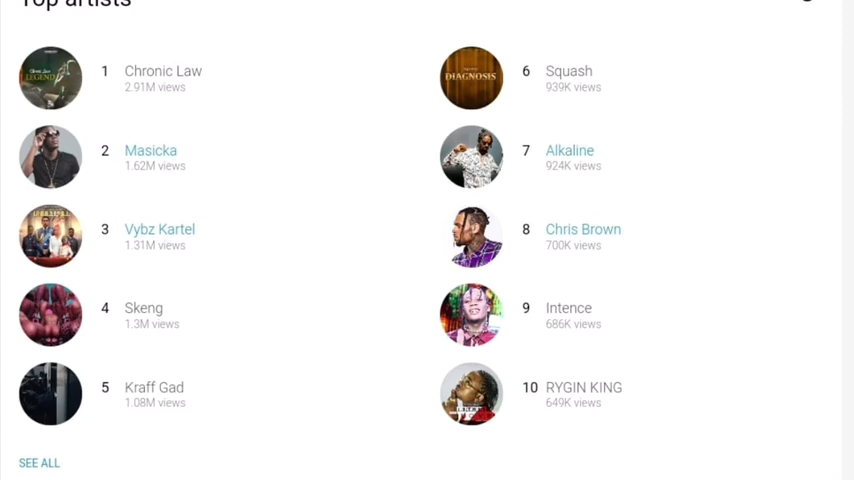 Top artists
1 Chronic Law
2.91M views
2 Masicka
1.62M views
3 Vybz Kartel
1.31M views
4 Skeng
1.3M views
5 Kraff Gad
1.08M views
6 Squash
939K views
7 Alkaline
924K views
8 Chris Brown
700K views
9 Intence
686K views
10 RYGIN KING
649K views
SEE ALL
LEGEND
DIAGNOSIS